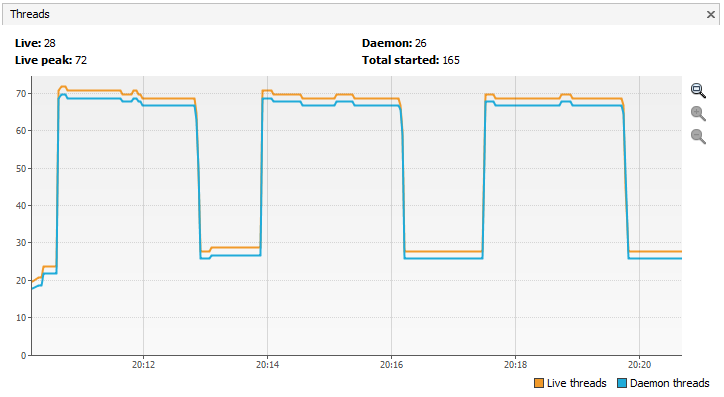 Threads
Live: 28
Daemon: 26
Live peak: 72
Total started: 165
70
60
50
40
30
20
10
0
20:12
20:14
20:16
20:18
20:20
Live threads
Daemon threads